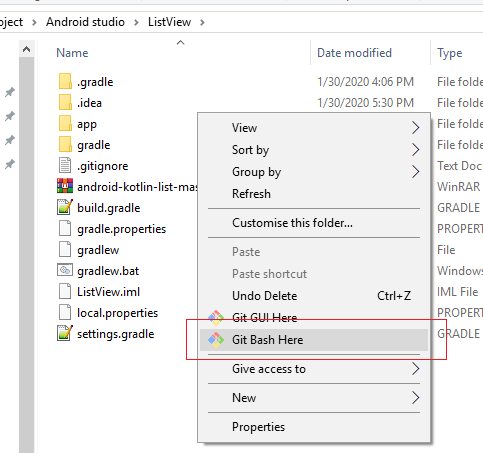 oject > Android studio > ListView >
Name Date modified Type
.gradle 1/30/2020 4:06 PM File folde
.idea 1/30/2020 5:30 PM File folde
app File folde
gradle File folde
.gitignore Text Doc
android-kotlin-list-mas WinRAR
build.gradle GRADLE
gradle.properties PROPERT
gradlew File
gradlew.bat Windows
ListView.iml IML File
local.properties PROPERT
settings.gradle GRADLE
View
Sort by
Group by
Refresh
Customise this folder...
Paste
Paste shortcut
Undo Delete Ctrl+Z
Git GUI Here
Git Bash Here
Give access to
New
Properties